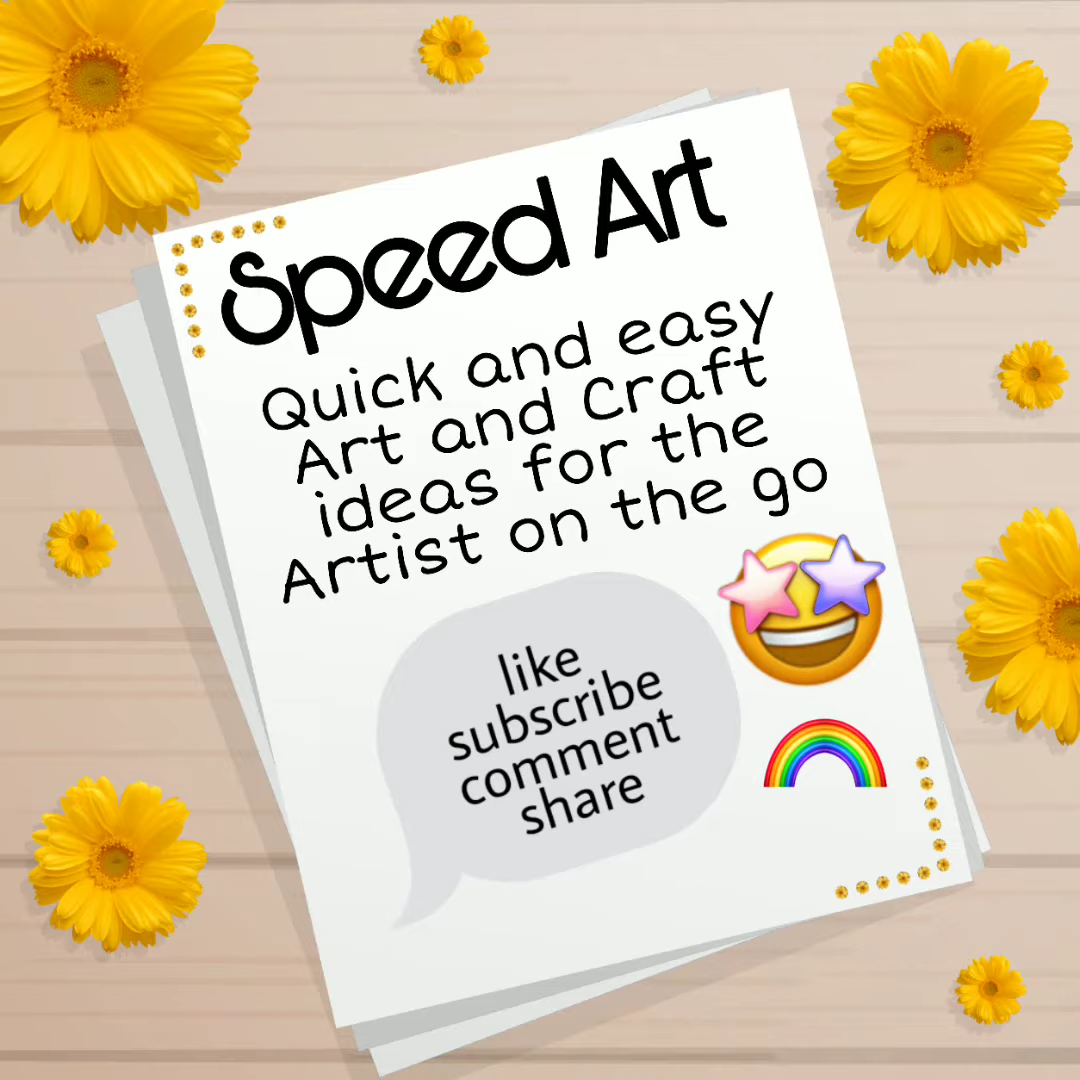 Speed Art
Quick and easy
Art and Craft
ideas for the
Artist on the go
like
subscribe
comment
share